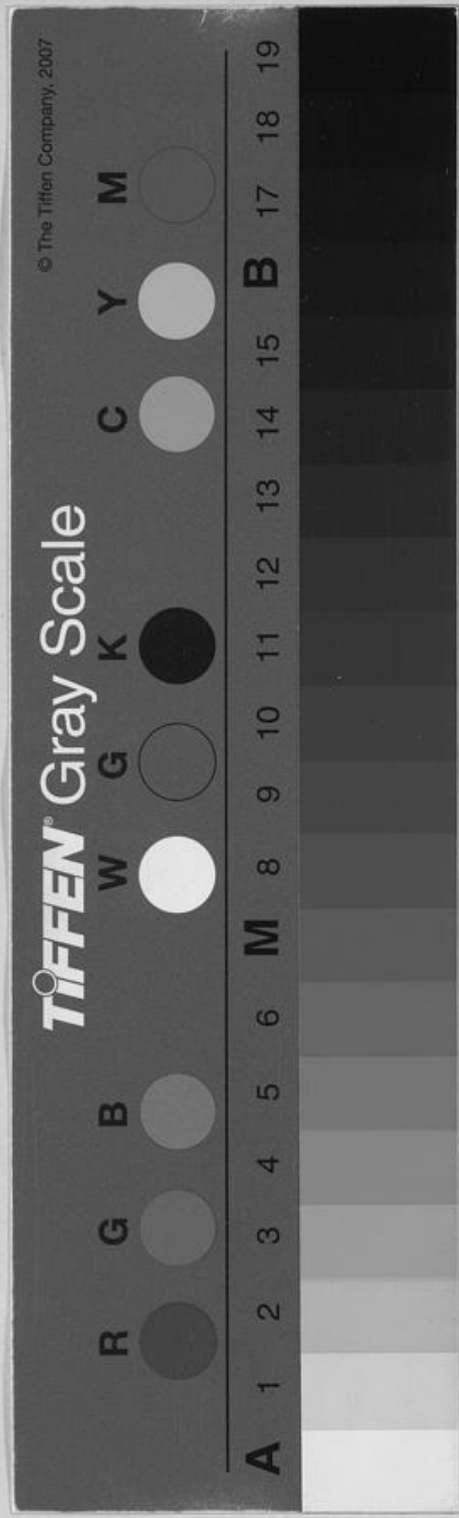 TIFFEN® Gray Scale
© The Tiffen Company, 2007
R G B W G K C Y M
A 1 2 3 4 5 6 M 8 9 10 11 12 13 14 15 B 17 18 19